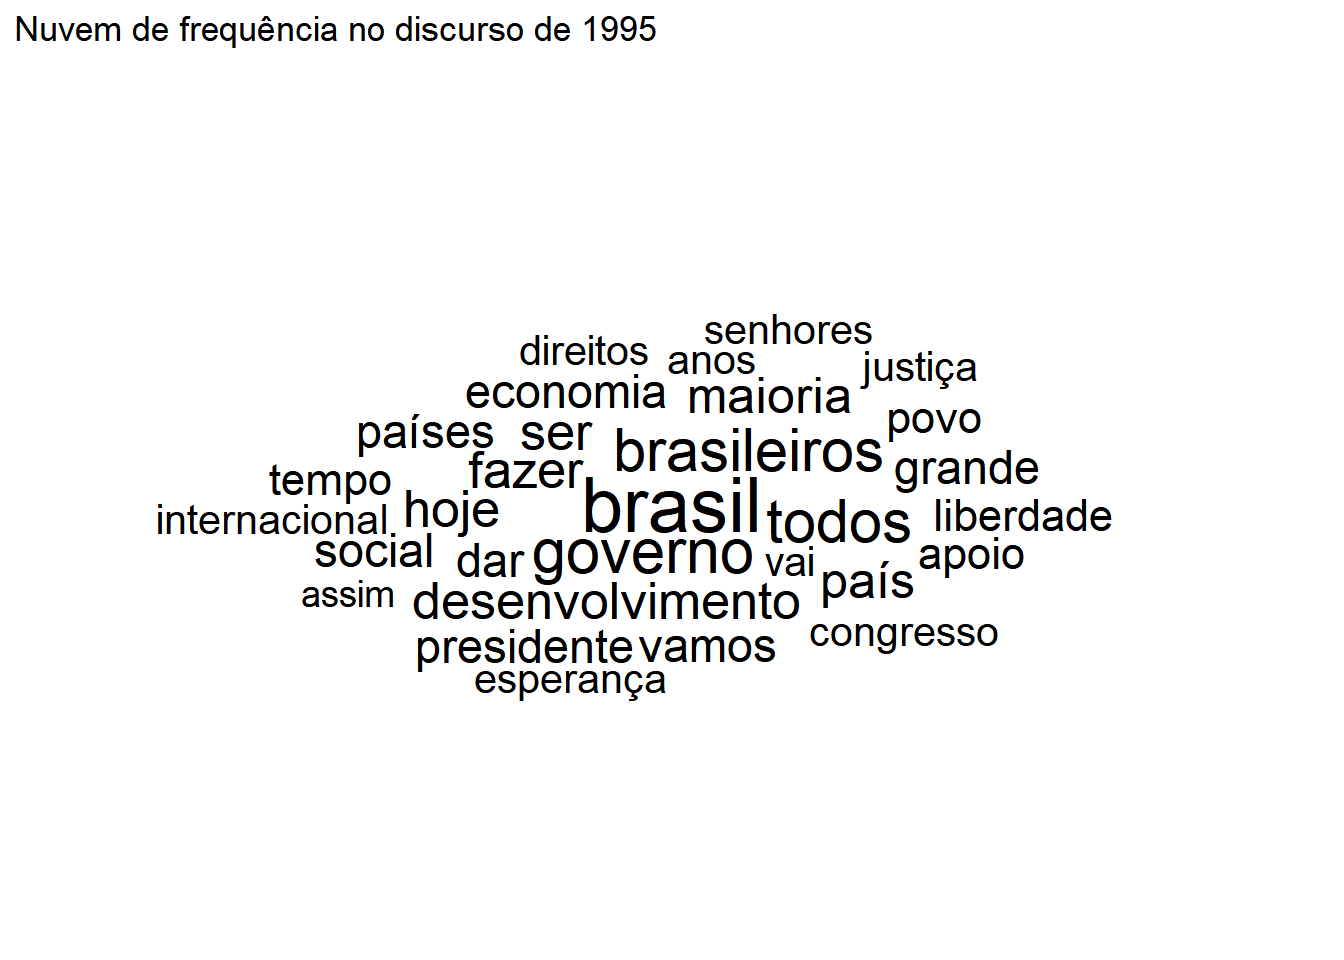 Nuvem de frequência no discurso de 1995
senhores
direitos anos justiça
economia maioria
países ser brasileiros povo
tempo fazer grande
internacional hoje brasil todos liberdade
social dar governo vai apoio
assim desenvolvimento país
presidente vamos congresso
esperança